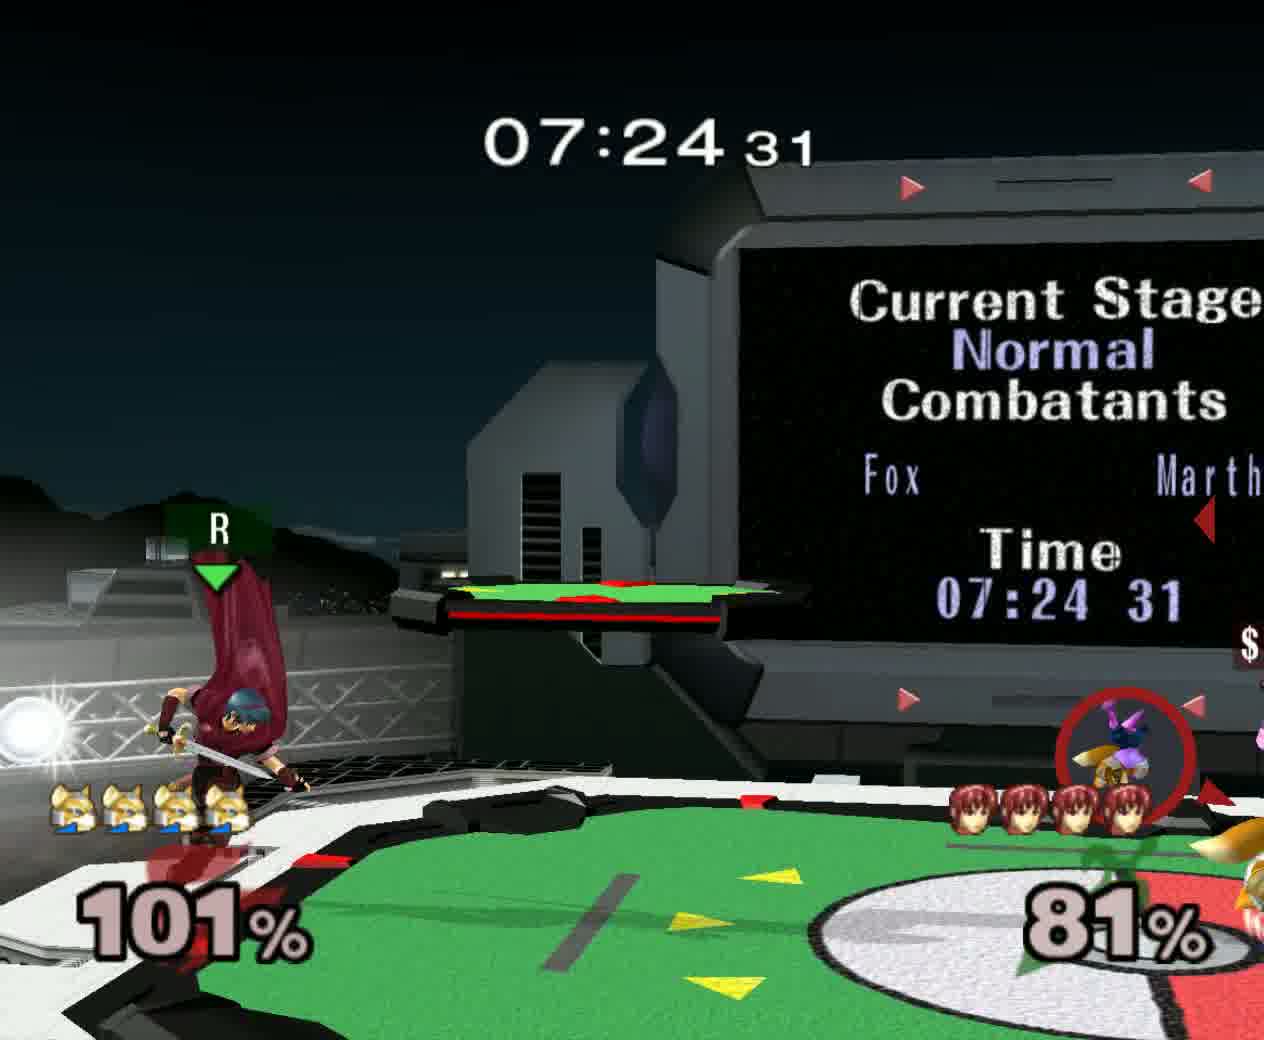 07:24 31
Current Stage
Normal
Combatants
Fox Marth
R
Time
07:24 31
$
101%
81%